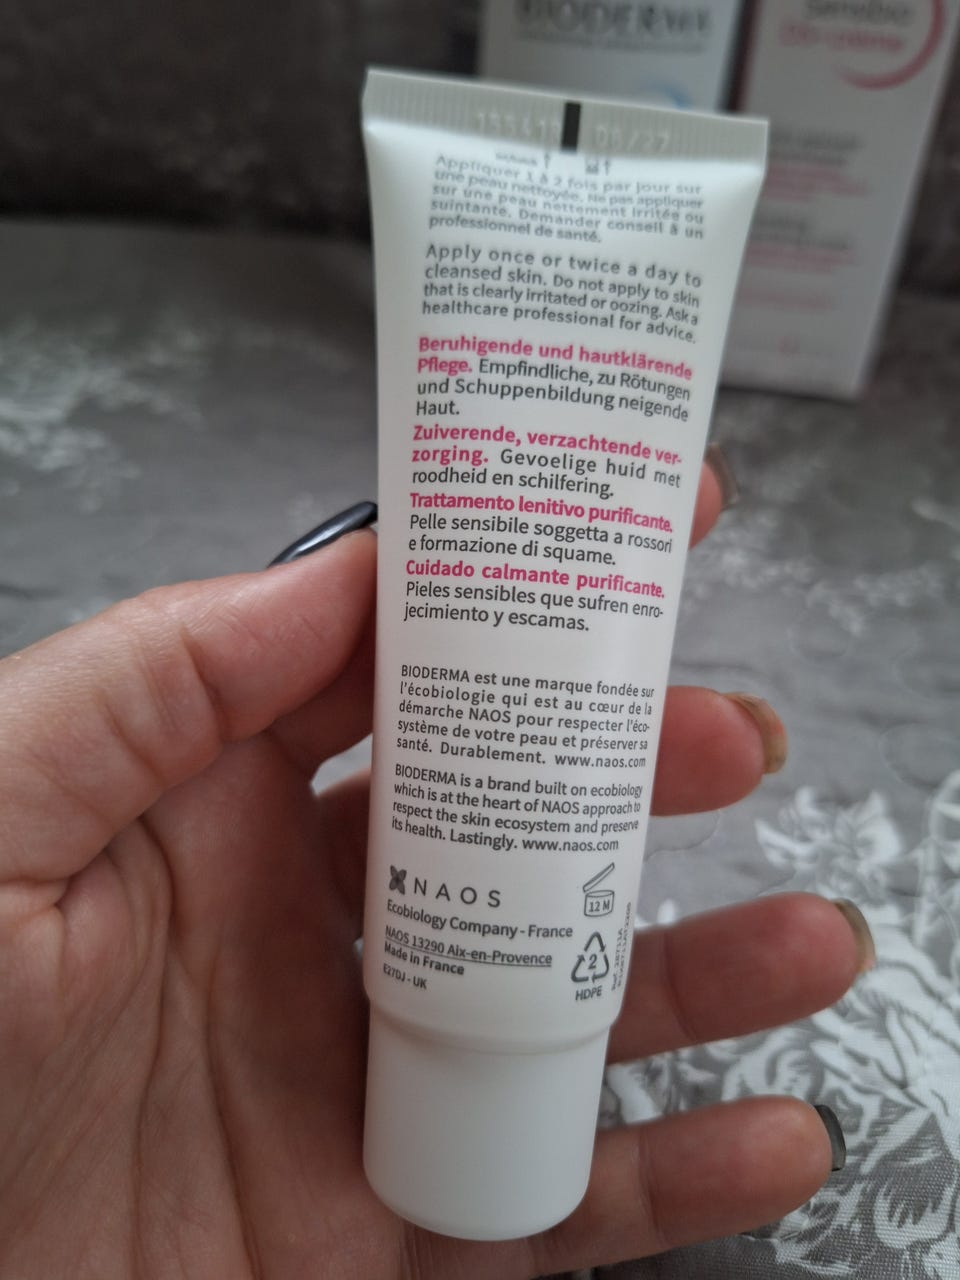 BIODERMA
Sensibio
DS+ crème
05/27
Appliquer 1 à 2 fois par jour sur
une peau nettoyée. Ne pas appliquer
sur une peau nettement irritée ou
suintante. Demander conseil à un
professionnel de santé.
Apply once or twice a day to
cleansed skin. Do not apply to skin
that is clearly irritated or oozing. Ask a
healthcare professional for advice.
Beruhigende und hautklärende
Pflege. Empfindliche, zu Rötungen
und Schuppenbildung neigende
Haut.
Zuiverende, verzachtende ver-
zorging. Gevoelige huid met
roodheid en schilfering.
Trattamento lenitivo purificante.
Pelle sensibile soggetta a rossori
e formazione di squame.
Cuidado calmante purificante.
Pieles sensibles que sufren enro-
jecimiento y escamas.
BIODERMA est une marque fondée sur
l'écobiologie qui est au cœur de la
démarche NAOS pour respecter l'éco-
système de votre peau et préserver sa
santé. Durablement. www.naos.com
BIODERMA is a brand built on ecobiology
which is at the heart of NAOS approach to
respect the skin ecosystem and preserve
its health. Lastingly. www.naos.com
NAOS
Ecobiology Company - France
NAOS 13290 Aix-en-Provence
Made in France
E27DJ - UK
12 M
2
HDPE